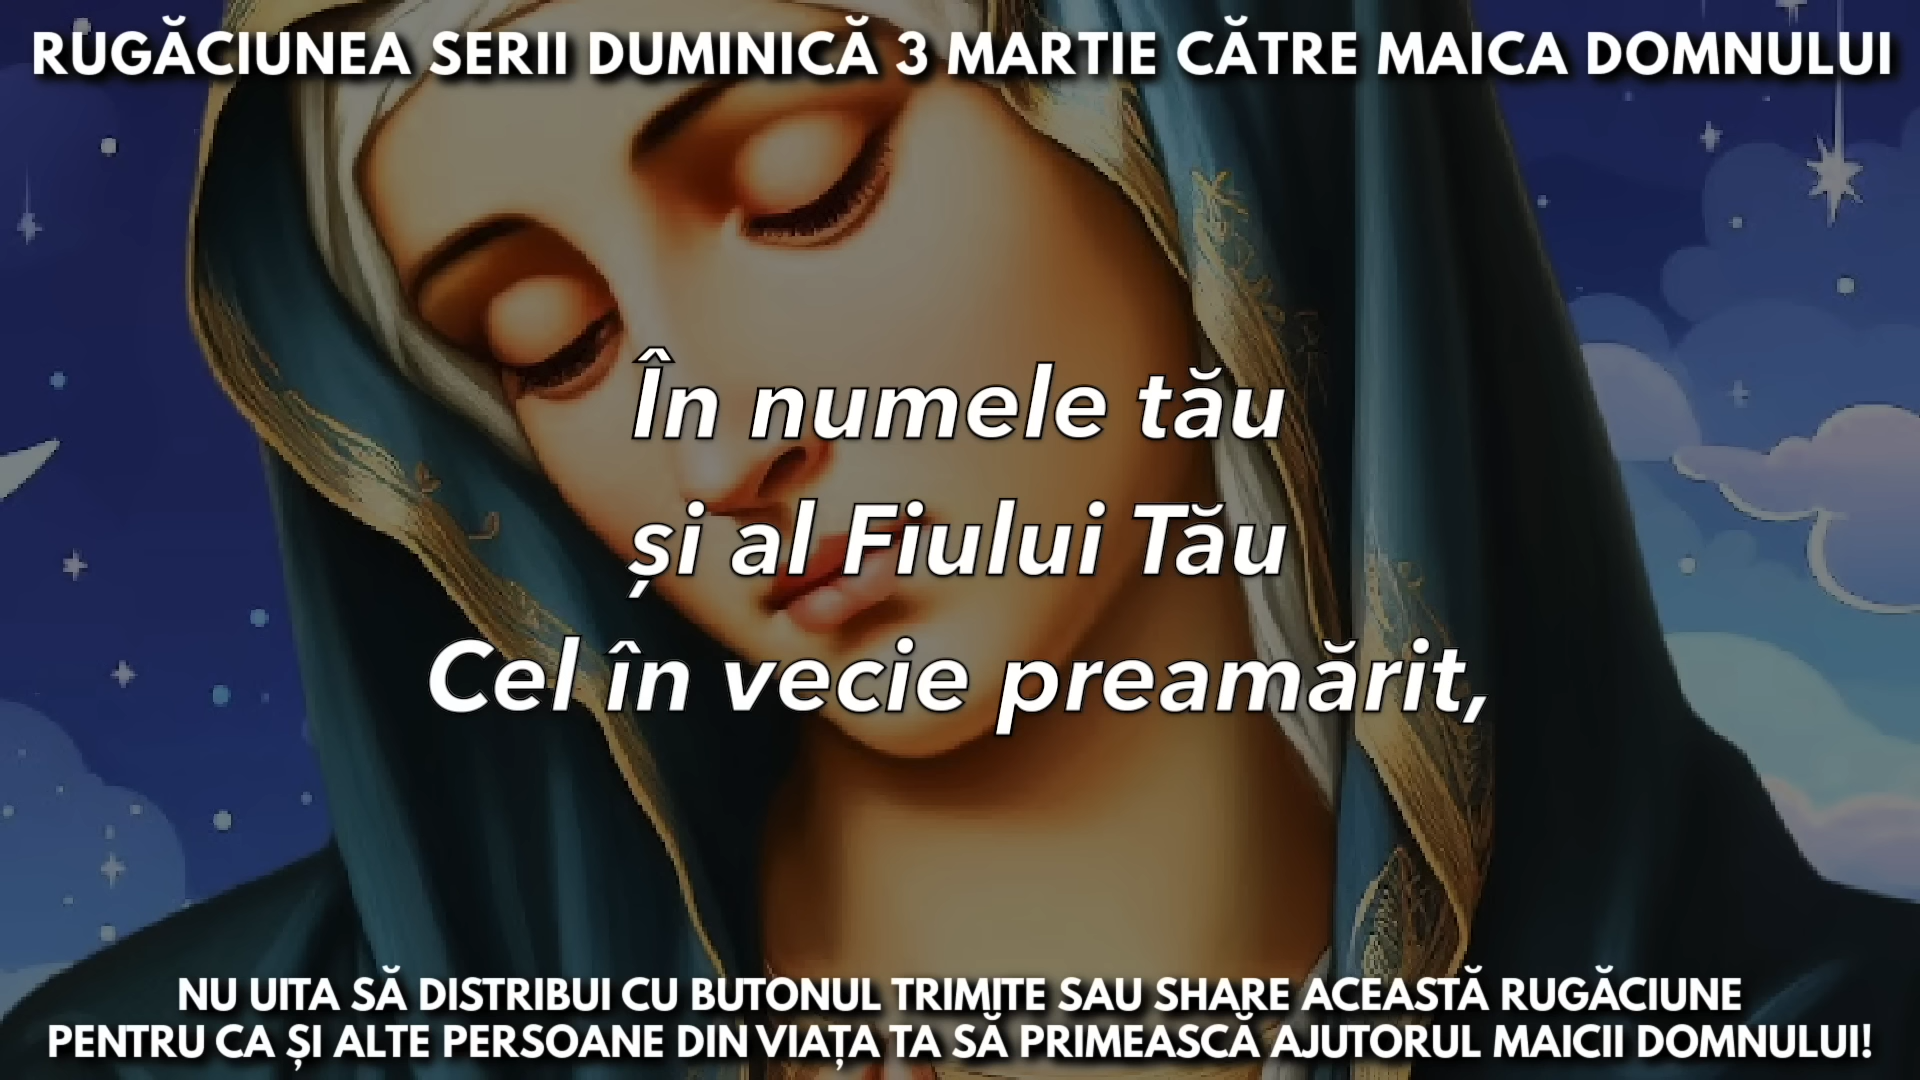 RUGĂCIUNEA SERII DUMINICĂ 3 MARTIE CĂTRE MAICA DOMNULUI
În numele tău
și al Fiului Tău
Cel în vecie preamărit,
NU UITA SĂ DISTRIBUI CU BUTONUL TRIMITE SAU SHARE ACEASTĂ RUGĂCIUNE
PENTRU CA ȘI ALTE PERSOANE DIN VIAȚA TA SĂ PRIMEASCĂ AJUTORUL MAICII DOMNULUI!